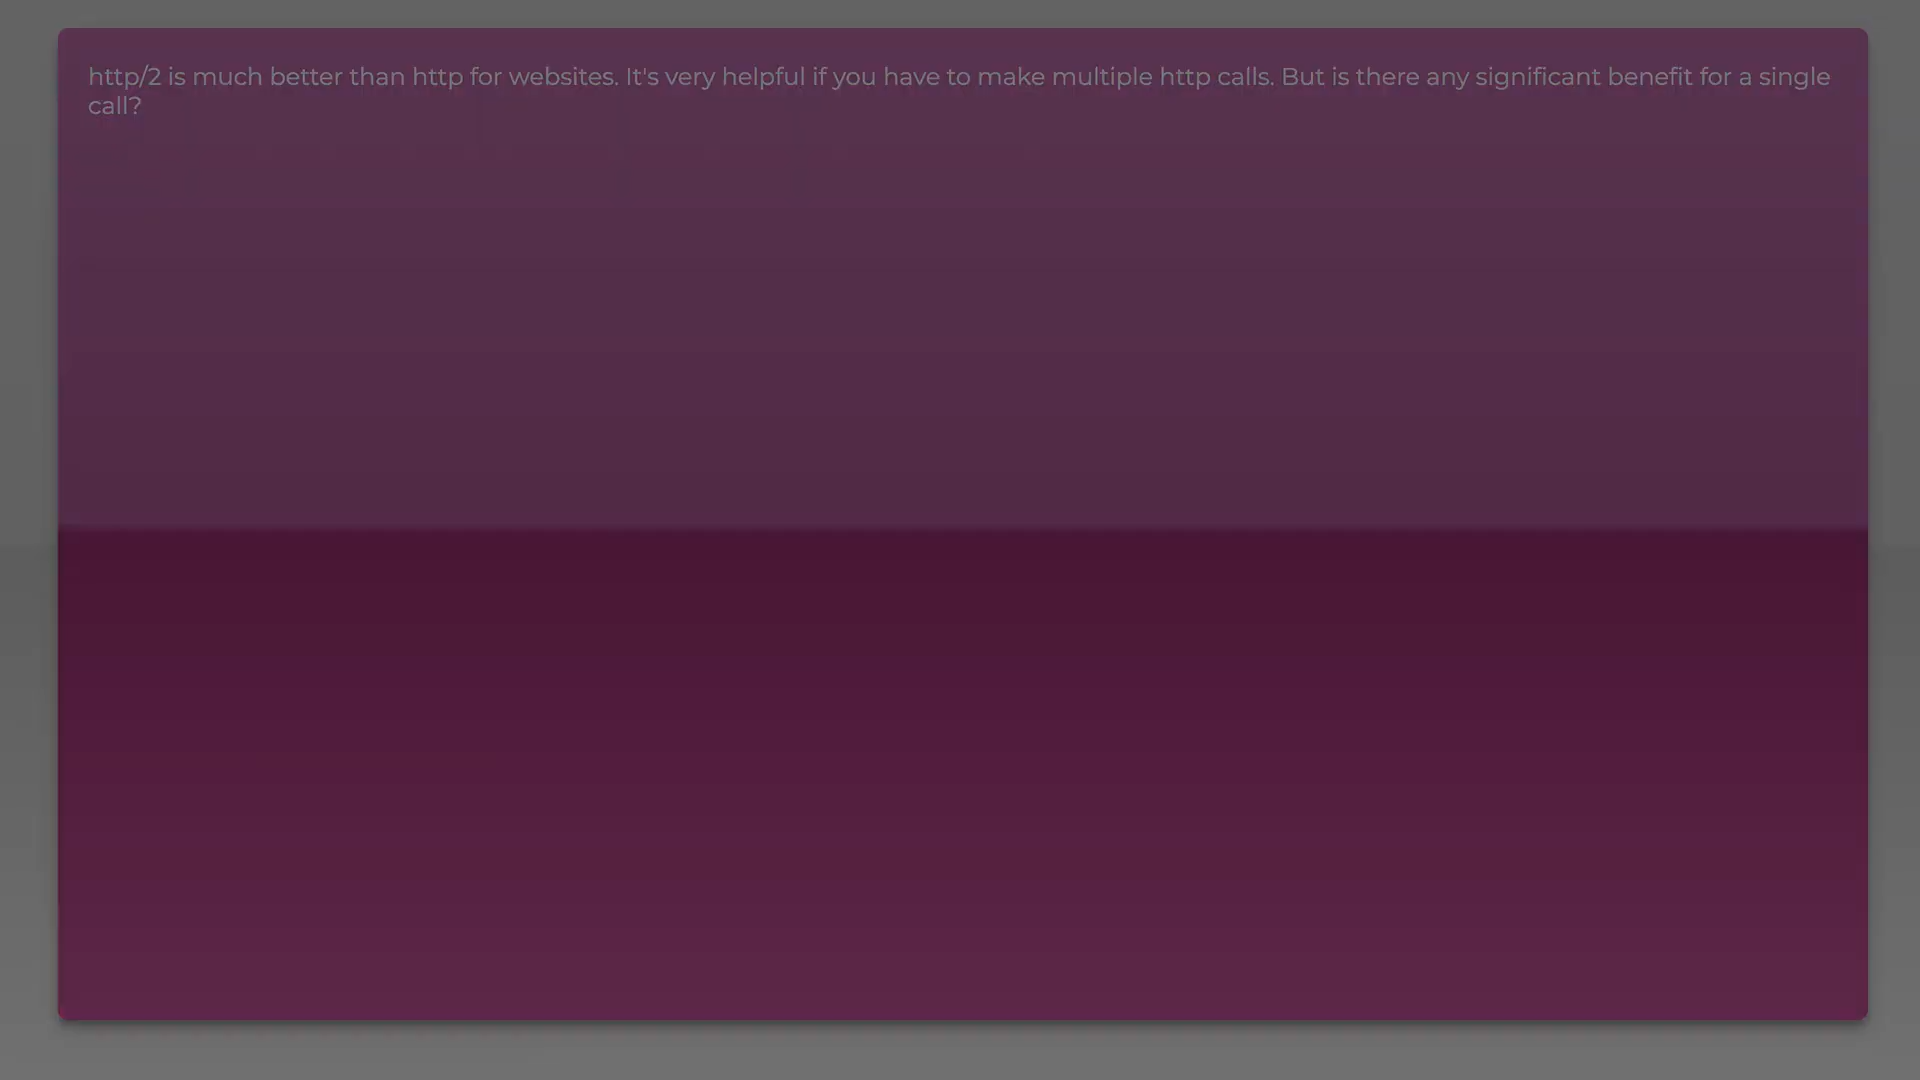 http/2 is much better than http for websites. It's very helpful if you have to make multiple http calls. But is there any significant benefit for a single
call?